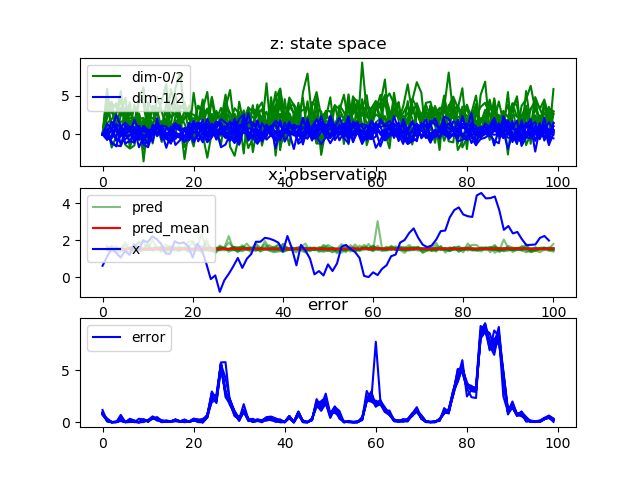 z: state space
dim-0/2
dim-1/2
5
0
0 20 40 60 80 100
x: observation
pred
pred_mean
x
4
2
0
0 20 40 60 80 100
error
error
5
0
0 20 40 60 80 100